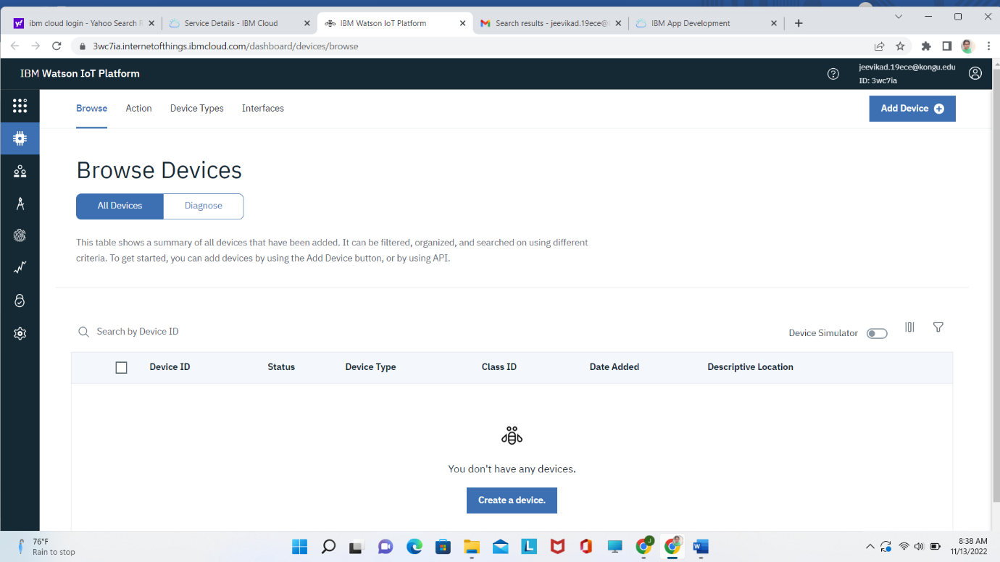 ibm cloud login - Yahoo Search R
Service Details - IBM Cloud
IBM Watson IoT Platform
Search results - jeevikad.19ece@
IBM App Development
3wc7ia.internetofthings.ibmcloud.com/dashboard/devices/browse
IBM Watson IoT Platform
jeevikad.19ece@kongu.edu
ID: 3wc7ia
Browse
Action
Device Types
Interfaces
Add Device
Browse Devices
All Devices
Diagnose
This table shows a summary of all devices that have been added. It can be filtered, organized, and searched on using different
criteria. To get started, you can add devices by using the Add Device button, or by using API.
Search by Device ID
Device Simulator
Device ID
Status
Device Type
Class ID
Date Added
Descriptive Location
You don't have any devices.
Create a device.
76°F
Rain to stop
8:38 AM
11/13/2022